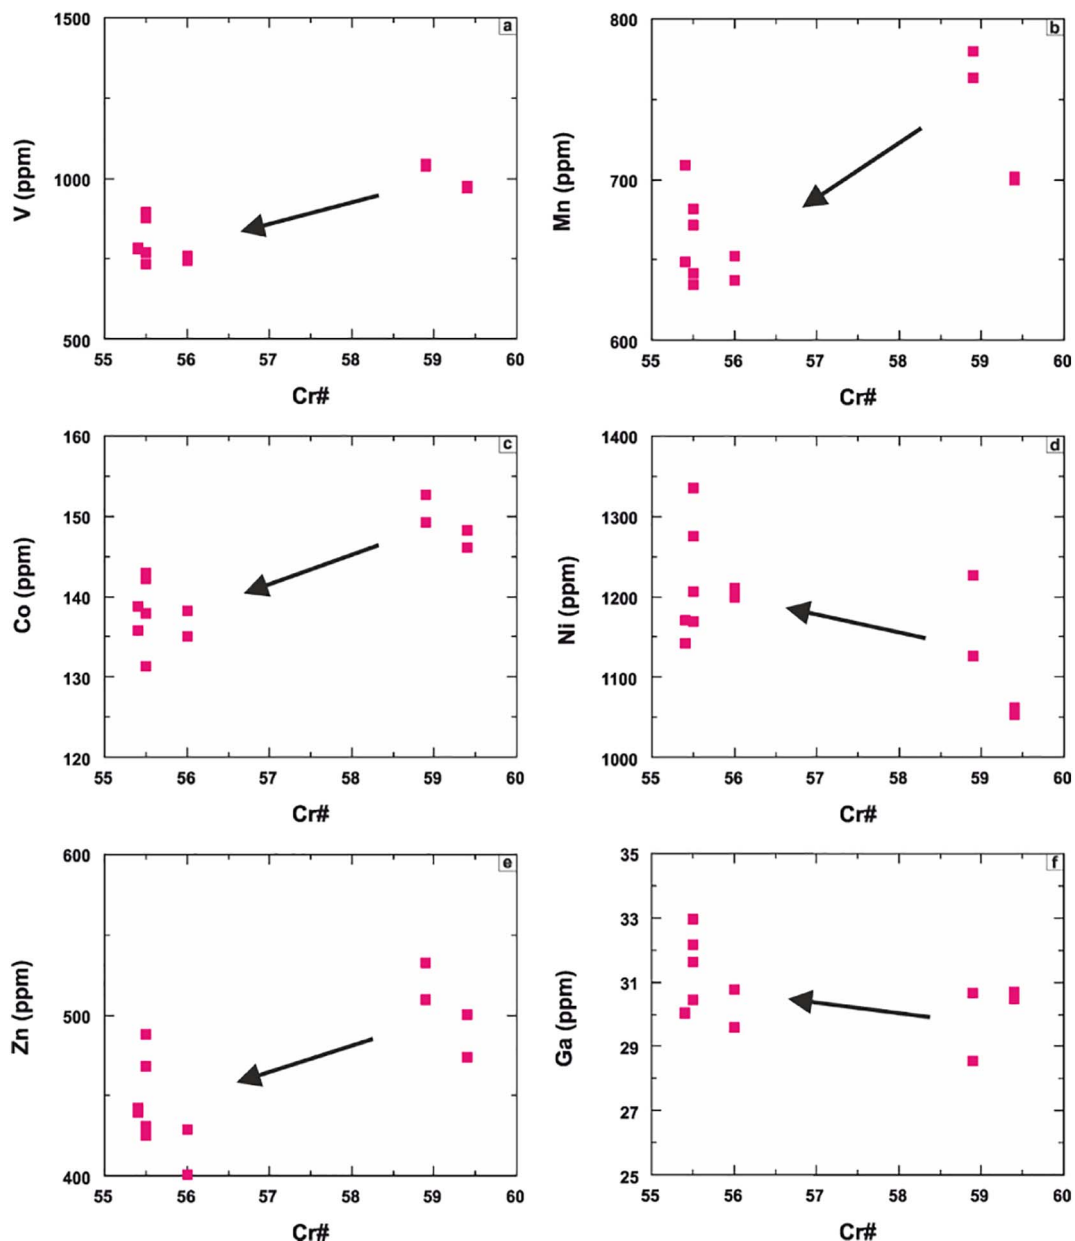 a
1500
1000
500
V (ppm)
55 56 57 58 59 60
Cr#
b
800
700
600
Mn (ppm)
55 56 57 58 59 60
Cr#
c
160
150
140
130
120
Co (ppm)
55 56 57 58 59 60
Cr#
d
1400
1300
1200
1100
1000
Ni (ppm)
55 56 57 58 59 60
Cr#
e
600
500
400
Zn (ppm)
55 56 57 58 59 60
Cr#
f
35
33
31
29
27
25
Ga (ppm)
55 56 57 58 59 60
Cr#